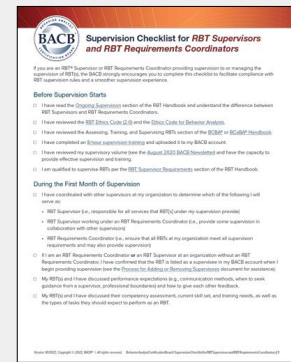 BACB
Supervision Checklist for RBT Supervisors
and RBT Requirements Coordinators
If you are an RBT® Supervisor or RBT Requirements Coordinator providing supervision to or managing the
supervision of RBT(s), the BACB strongly encourages you to complete this checklist to facilitate compliance with
RBT supervision rules and a smoother supervision experience.
Before Supervision Starts
I have read the Ongoing Supervision section of the RBT Handbook and understand the difference between
RBT Supervisors and RBT Requirements Coordinators.
I have reviewed the RBT Ethics Code (2.0) and the Ethics Code for Behavior Analysts.
I have reviewed the Assessing, Training, and Supervising RBTs section of the BCBA® or BCaBA® Handbook.
I have completed an 8-hour supervision training and uploaded it to my BACB account.
I have reviewed my supervisory volume (see the August 2020 BACB Newsletter) and have the capacity to
provide effective supervision and training.
I am qualified to supervise RBTs per the RBT Supervisor Requirements section of the RBT Handbook.
During the First Month of Supervision
I have coordinated with other supervisors at my organization to determine which of the following I will
serve as:
• RBT Supervisor (i.e., responsible for all services that RBT(s) under my supervision provide)
• RBT Supervisor working under an RBT Requirements Coordinator (i.e., provide some supervision in
collaboration with other supervisors)
• RBT Requirements Coordinator (i.e., ensure that all RBTs at my organization meet all supervision
requirements and may also provide supervision)
If I am an RBT Requirements Coordinator or an RBT Supervisor at an organization without an RBT
Requirements Coordinator: I have confirmed that the RBT is listed as a supervisee in my BACB account when I
begin providing supervision (see the Process for Adding or Removing Supervisees document for assistance).
My RBT(s) and I have discussed performance expectations (e.g., communication methods, when to seek
guidance from a supervisor, professional boundaries) and how to give each other feedback.
My RBT(s) and I have discussed their competency assessment, current skill set, and training needs, as well as
the types of tasks they should expect to perform as an RBT.